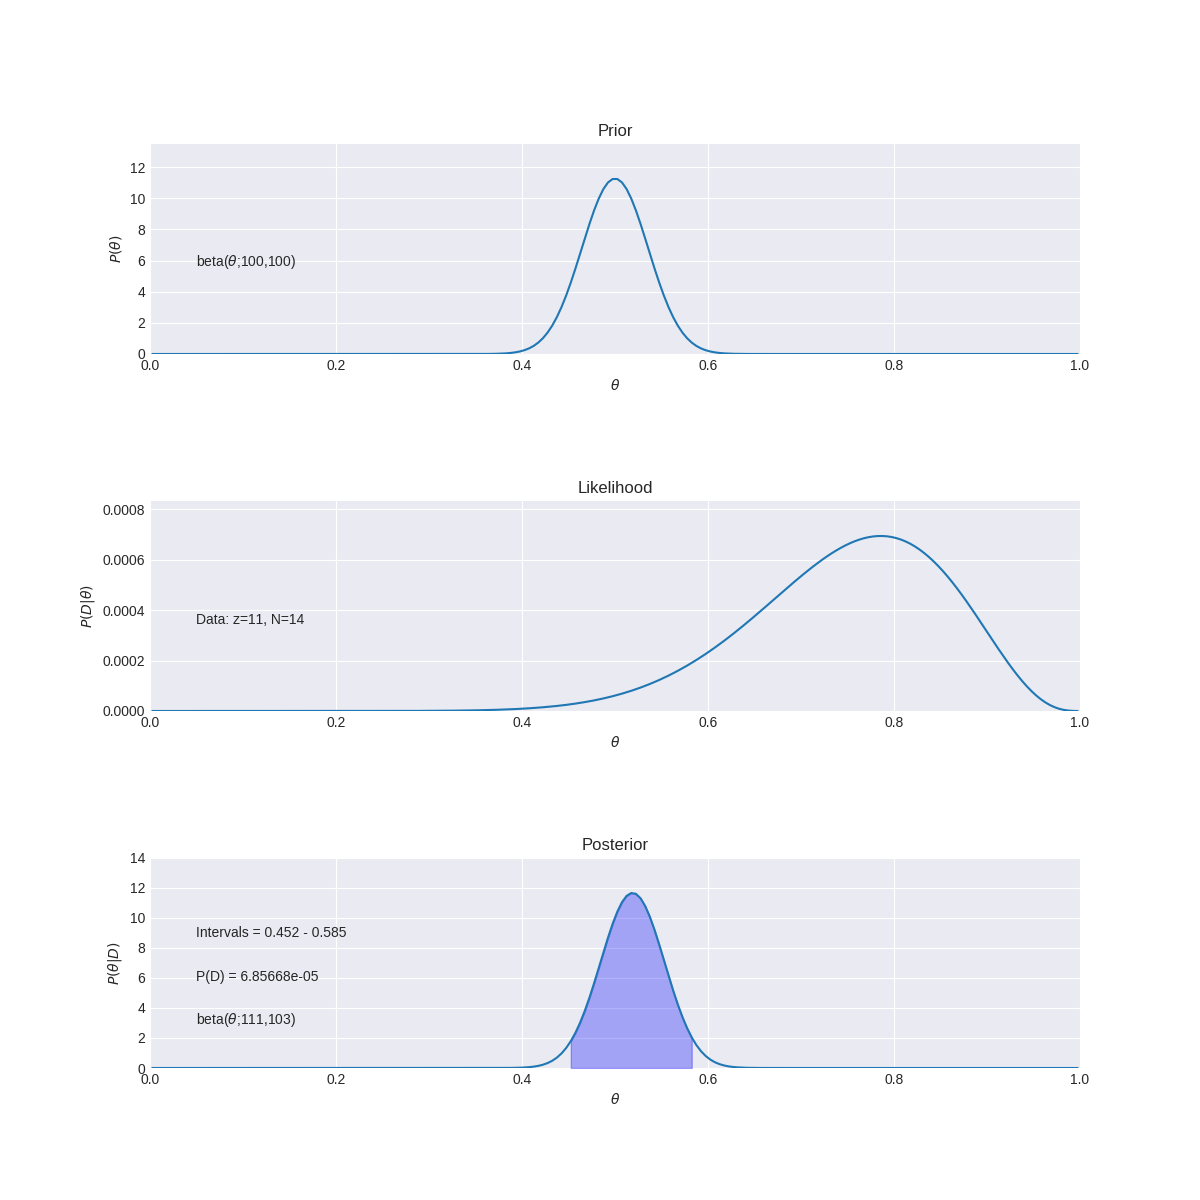 Prior
12
10
8
6
4
2
0
P(θ)
beta(θ;100,100)
0.0 0.2 0.4 0.6 0.8 1.0
θ
Likelihood
0.0008
0.0006
0.0004
0.0002
0.0000
P(D|θ)
Data: z=11, N=14
0.0 0.2 0.4 0.6 0.8 1.0
θ
Posterior
14
12
10
8
6
4
2
0
P(θ|D)
Intervals = 0.452 - 0.585
P(D) = 6.85668e-05
beta(θ;111,103)
0.0 0.2 0.4 0.6 0.8 1.0
θ